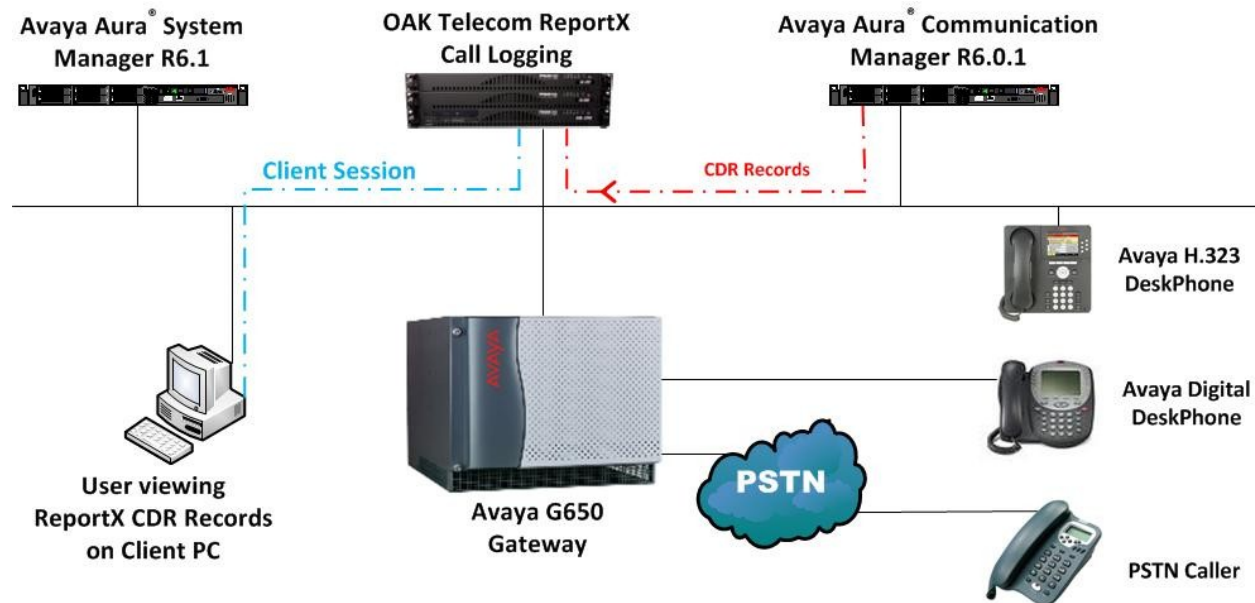 Avaya Aura® System
Manager R6.1
OAK Telecom ReportX
Call Logging
Avaya Aura® Communication
Manager R6.0.1
Client Session
CDR Records
Avaya H.323
DeskPhone
AVAYA
Avaya Digital
DeskPhone
PSTN
User viewing
ReportX CDR Records
on Client PC
Avaya G650
Gateway
PSTN Caller